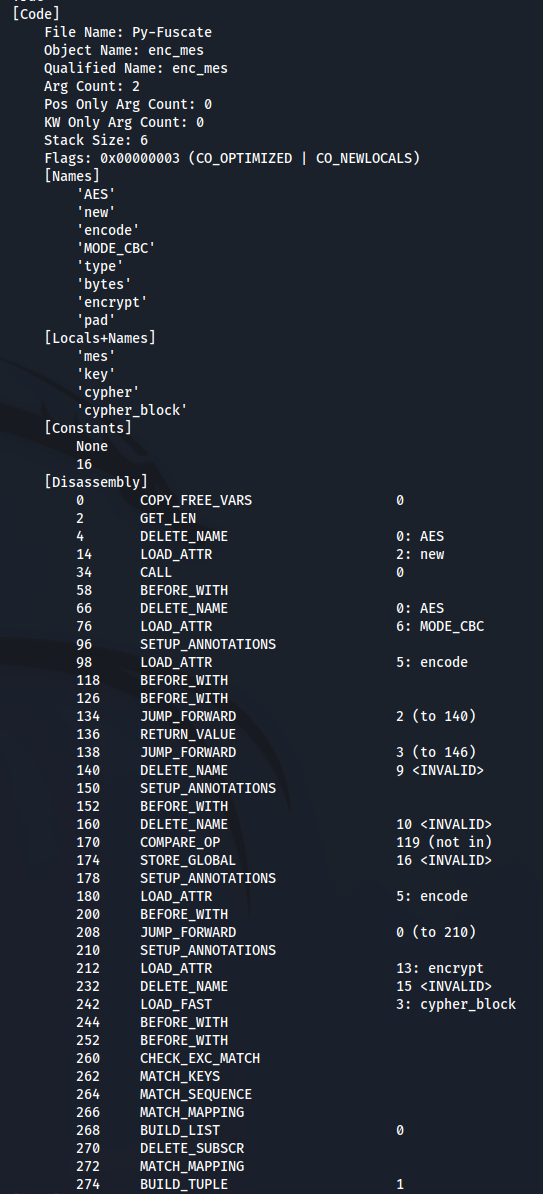 [Code]
File Name: Py-Fuscate
Object Name: enc_mes
Qualified Name: enc_mes
Arg Count: 2
Pos Only Arg Count: 0
KW Only Arg Count: 0
Stack Size: 6
Flags: 0x00000003 (CO_OPTIMIZED | CO_NEWLOCALS)
[Names]
'AES'
'new'
'encode'
'MODE_CBC'
'type'
'bytes'
'encrypt'
'pad'
[Locals+Names]
'mes'
'key'
'cypher'
'cypher_block'
[Constants]
None
16
[Disassembly]
0 COPY_FREE_VARS 0
2 GET_LEN
4 DELETE_NAME 0: AES
14 LOAD_ATTR 2: new
34 CALL 0
58 BEFORE_WITH
66 DELETE_NAME 0: AES
76 LOAD_ATTR 6: MODE_CBC
96 SETUP_ANNOTATIONS
98 LOAD_ATTR 5: encode
118 BEFORE_WITH
126 BEFORE_WITH
134 JUMP_FORWARD 2 (to 140)
136 RETURN_VALUE
138 JUMP_FORWARD 3 (to 146)
140 DELETE_NAME 9 <INVALID>
150 SETUP_ANNOTATIONS
152 BEFORE_WITH
160 DELETE_NAME 10 <INVALID>
170 COMPARE_OP 119 (not in)
174 STORE_GLOBAL 16 <INVALID>
178 SETUP_ANNOTATIONS
180 LOAD_ATTR 5: encode
200 BEFORE_WITH
208 JUMP_FORWARD 0 (to 210)
210 SETUP_ANNOTATIONS
212 LOAD_ATTR 13: encrypt
232 DELETE_NAME 15 <INVALID>
242 LOAD_FAST 3: cypher_block
244 BEFORE_WITH
252 BEFORE_WITH
260 CHECK_EXC_MATCH
262 MATCH_KEYS
264 MATCH_SEQUENCE
266 MATCH_MAPPING
268 BUILD_LIST 0
270 DELETE_SUBSCR
272 MATCH_MAPPING
274 BUILD_TUPLE 1